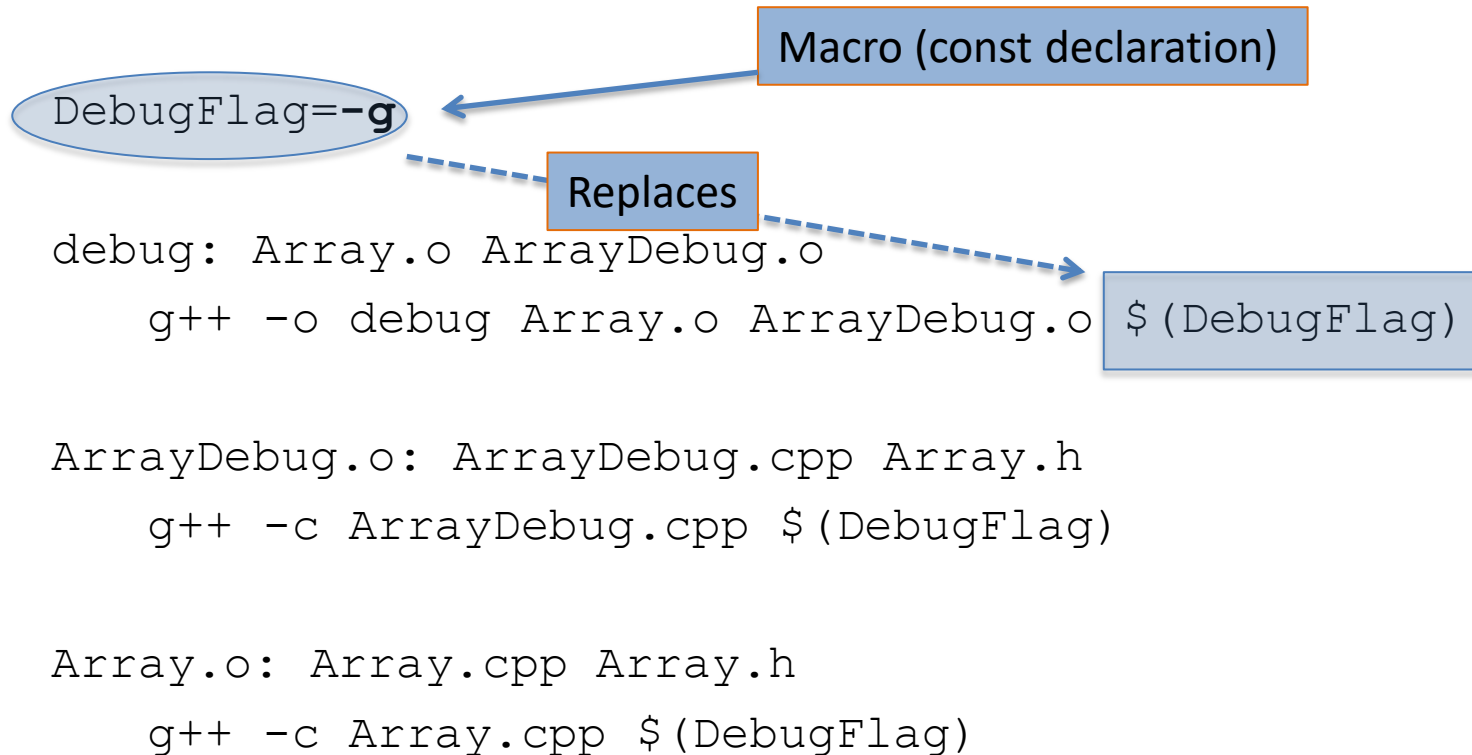 Macro (const declaration)
DebugFlag=-g
Replaces
debug: Array.o ArrayDebug.o
g++ -o debug Array.o ArrayDebug.o $(DebugFlag)
ArrayDebug.o: ArrayDebug.cpp Array.h
g++ -c ArrayDebug.cpp $(DebugFlag)
Array.o: Array.cpp Array.h
g++ -c Array.cpp $(DebugFlag)